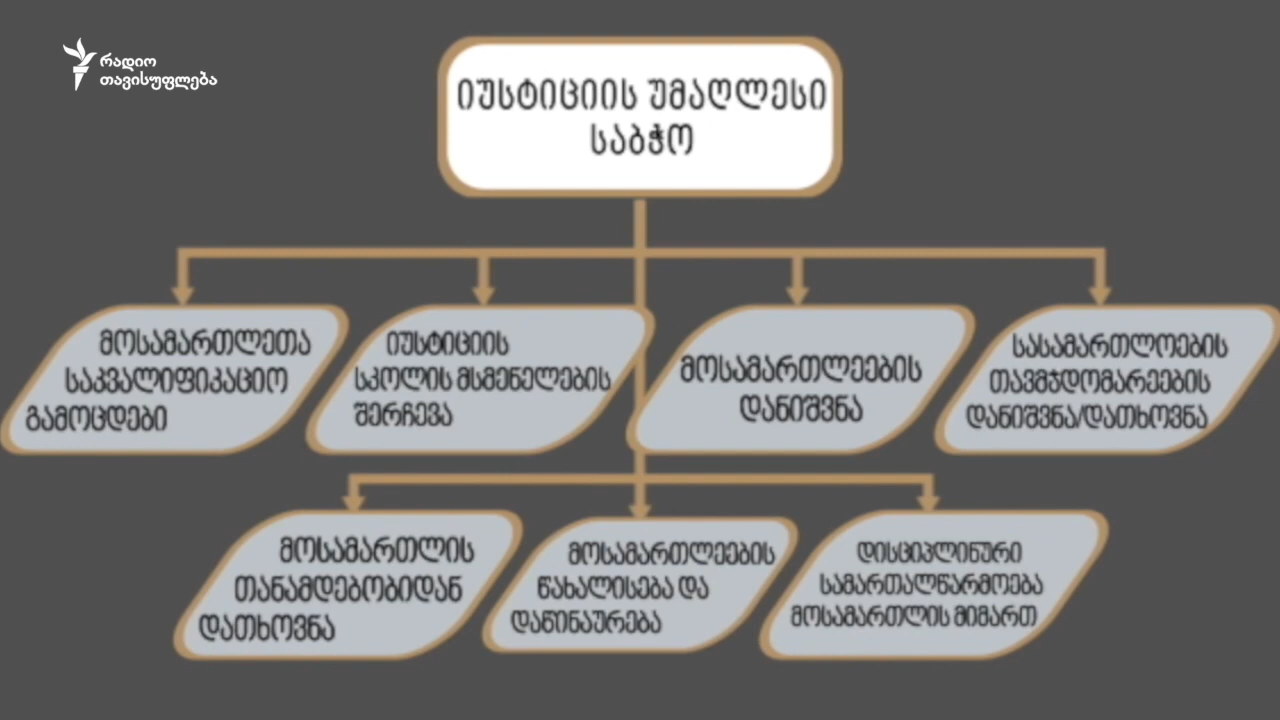 რადიო
თავისუფლება
იუსტიციის უმაღლესი
საბჭო
მოსამართლეთა
საკვალიფიკაციო
გამოცდები
იუსტიციის
სკოლის მსმენელების
შერჩევა
მოსამართლეების
დანიშვნა
სასამართლოების
თავმჯდომარეების
დანიშვნა/დათხოვნა
მოსამართლის
თანამდებობიდან
დათხოვნა
მოსამართლეების
წახალისება და
დაწინაურება
დისციპლინური
სამართალწარმოება
მოსამართლის მიმართ